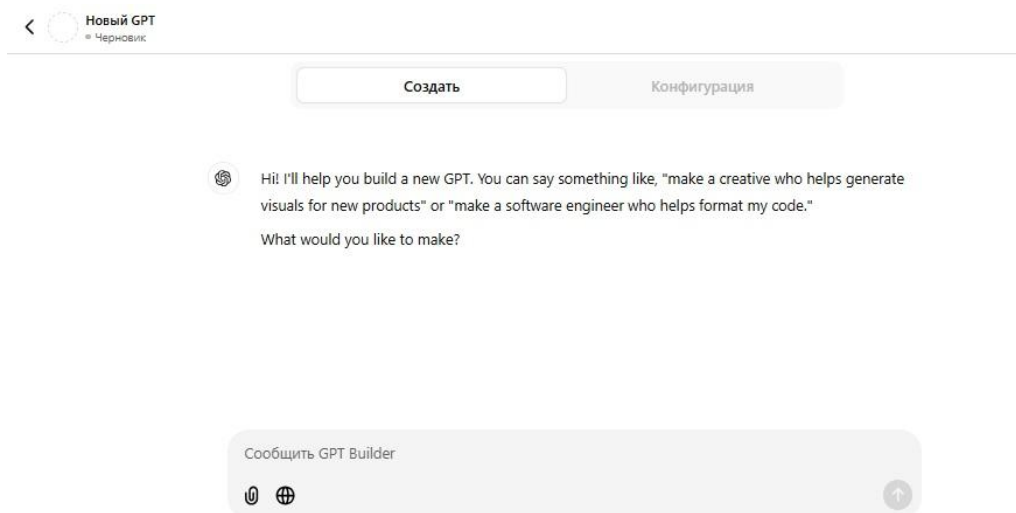 Новый GPT
Черновик
Создать
Конфигурация
Hi! I'll help you build a new GPT. You can say something like, "make a creative who helps generate
visuals for new products" or "make a software engineer who helps format my code."
What would you like to make?
Сообщить GPT Builder